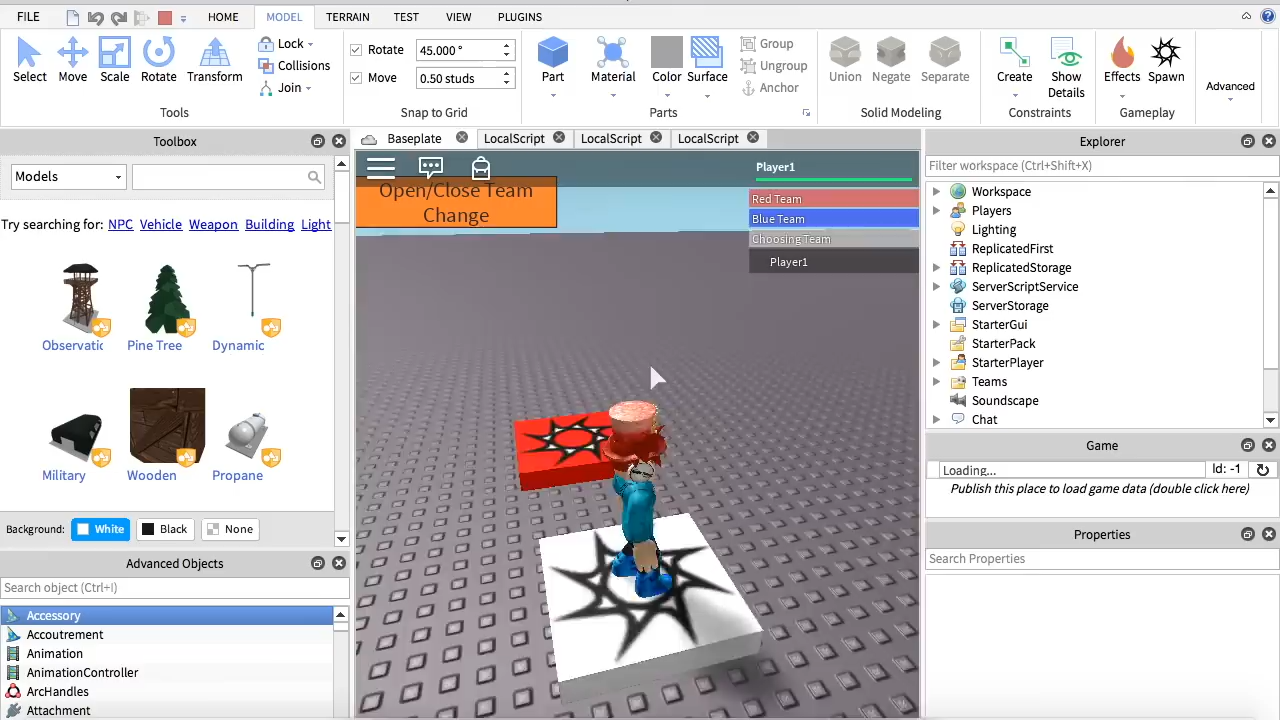 FILE
HOME
MODEL
TERRAIN
TEST
VIEW
PLUGINS
Select
Move
Scale
Rotate
Transform
Tools
Lock
Collisions
Join
Rotate
45.000 °
Move
0.50 studs
Snap to Grid
Part
Material
Color
Surface
Group
Ungroup
Anchor
Parts
Union
Negate
Separate
Solid Modeling
Create
Show
Details
Constraints
Effects
Spawn
Gameplay
Advanced
Toolbox
Models
Try searching for: NPC Vehicle Weapon Building Light
Observatic
Pine Tree
Dynamic
Military
Wooden
Propane
Background:
White
Black
None
Advanced Objects
Search object (Ctrl+I)
Accessory
Accoutrement
Animation
AnimationController
ArcHandles
Attachment
Baseplate
LocalScript
LocalScript
LocalScript
Open/Close Team
Change
Player1
Red Team
Blue Team
Choosing Team
Player1
Explorer
Filter workspace (Ctrl+Shift+X)
Workspace
Players
Lighting
ReplicatedFirst
ReplicatedStorage
ServerScriptService
ServerStorage
StarterGui
StarterPack
StarterPlayer
Teams
Soundscape
Chat
Game
Loading...
Id: -1
Publish this place to load game data (double click here)
Properties
Search Properties